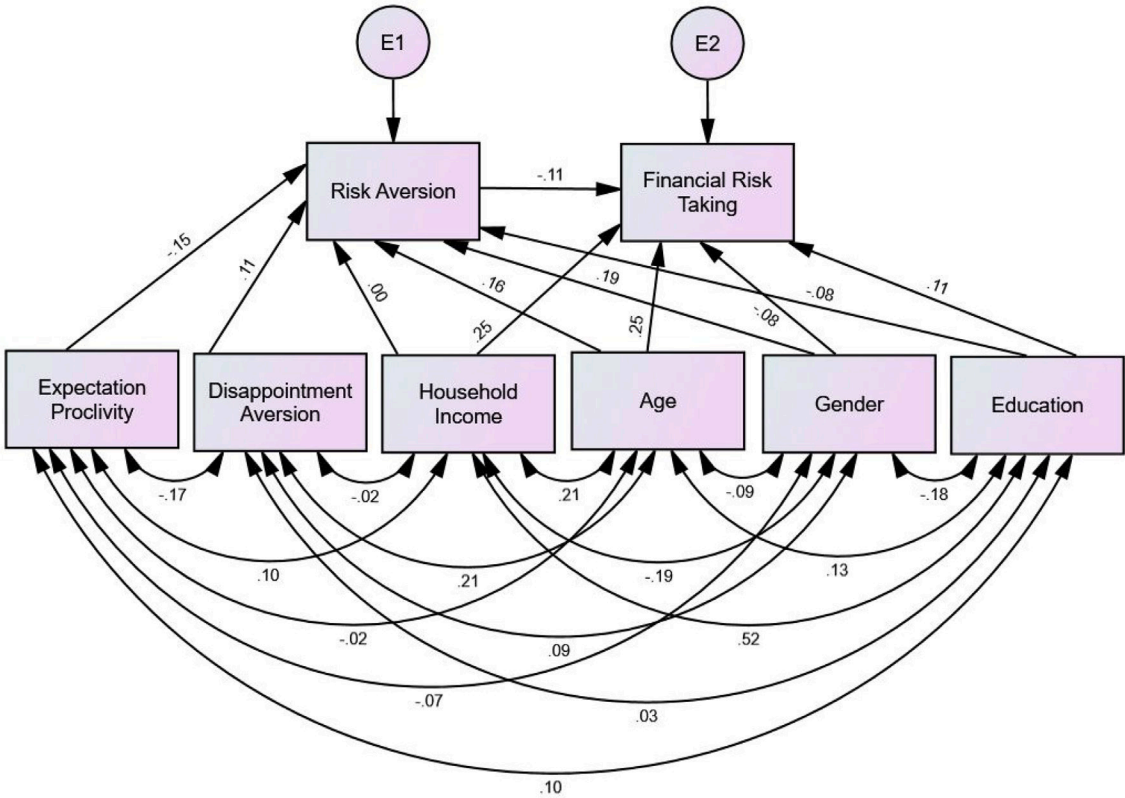 E1
E2
Risk Aversion
-.11
Financial Risk
Taking
-.15
.11
.00
.25
.16
.25
.19
-.08
-.08
.11
Expectation
Proclivity
Disappointment
Aversion
Household
Income
Age
Gender
Education
-.17
-.02
.21
-.09
-.18
.10
.21
-.19
.13
-.02
.09
.52
-.07
.03
.10